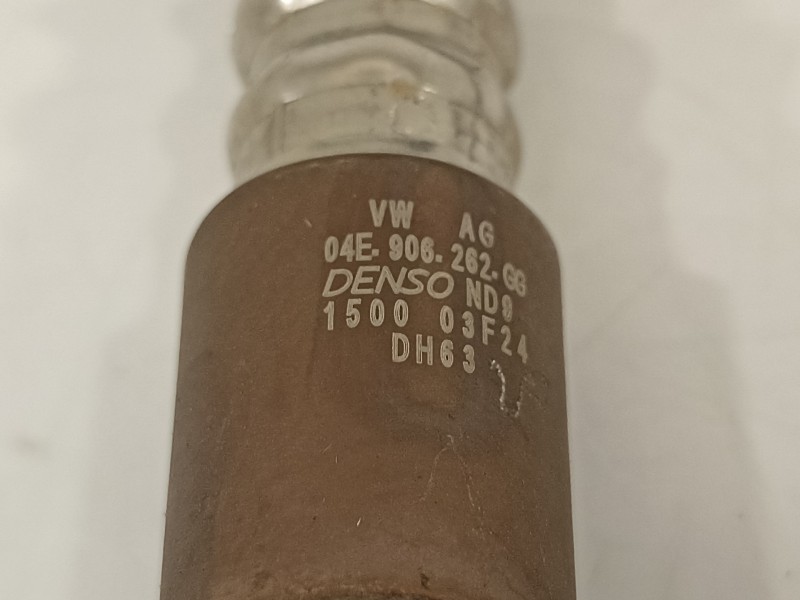 VW AG
04E-906-262-GG
DENSO ND9
1500 03F24
DH63